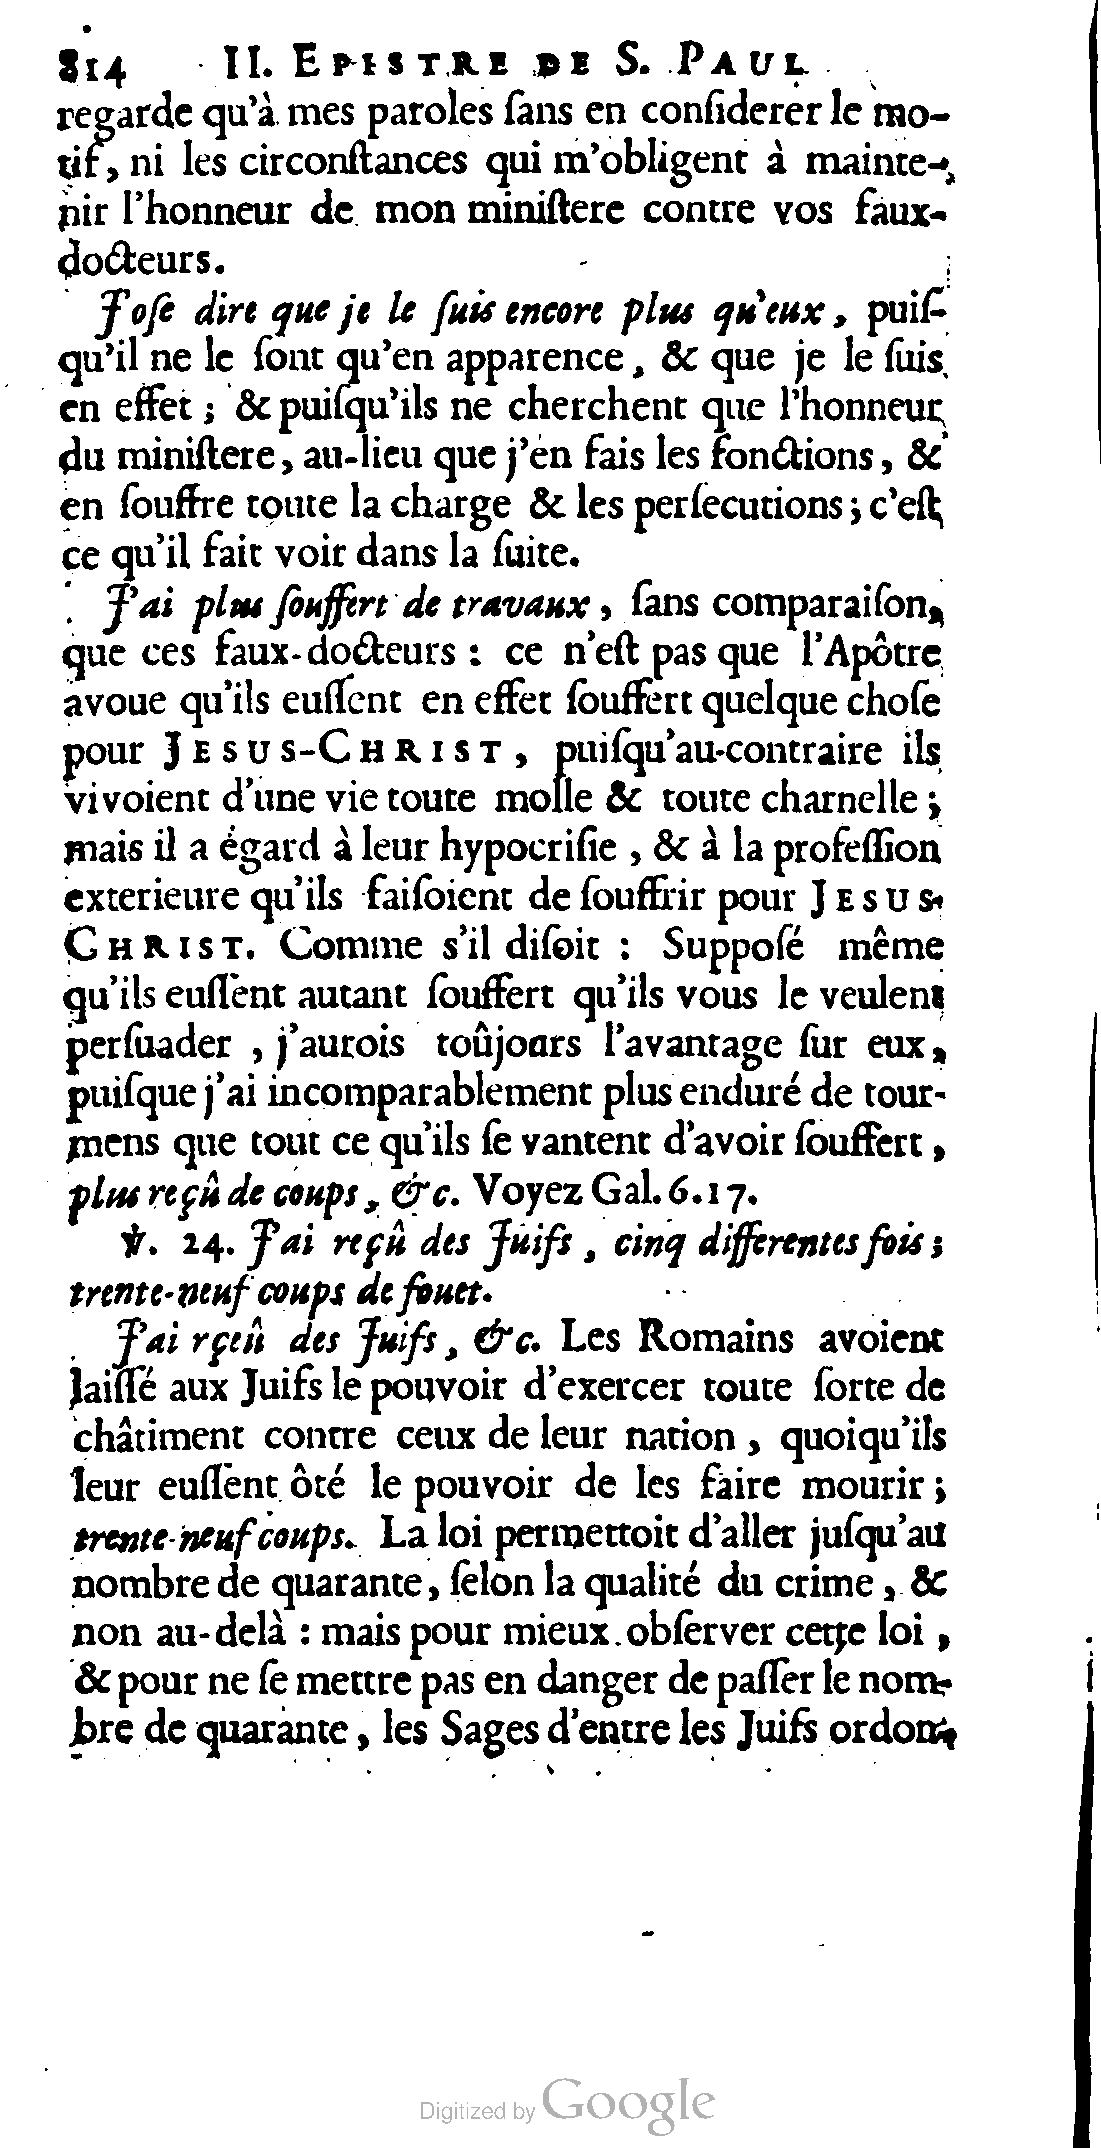 814 II. EPISTRE DE S. PAUL
regarde qu'à mes paroles ſans en conſiderer le mo-
tif, ni les circonſtances qui m'obligent à mainte-
nir l'honneur de mon miniſtere contre vos faux-
docteurs.
J'oſe dire que je le ſuis encore plus qu'eux, puiſ-
qu'il ne le ſont qu'en apparence, & que je le ſuis
en effet ; & puiſqu'ils ne cherchent que l'honneur
du miniſtere, au-lieu que j'en fais les fonctions, &
en ſouffre toute la charge & les perſecutions ; c'eſt
ce qu'il fait voir dans la ſuite.
J'ai plus ſouffert de travaux, ſans comparaiſon,
que ces faux-docteurs : ce n'eſt pas que l'Apôtre
avoue qu'ils euſſent en effet ſouffert quelque choſe
pour JESUS-CHRIST, puiſqu'au-contraire ils
vivoient d'une vie toute molle & toute charnelle ;
mais il a égard à leur hypocriſie, & à la profeſſion
exterieure qu'ils faiſoient de ſouffrir pour JESUS-
CHRIST. Comme s'il diſoit : Suppoſé même
qu'ils euſſent autant ſouffert qu'ils vous le veulent
perſuader, j'aurois toûjours l'avantage ſur eux,
puiſque j'ai incomparablement plus enduré de tour-
mens que tout ce qu'ils ſe vantent d'avoir ſouffert,
plus reçû de coups, &c. Voyez Gal. 6. 17.
℣. 24. J'ai reçû des Juifs, cinq differentes fois ;
trente-neuf coups de fouet.
J'ai rçeû des Juifs, &c. Les Romains avoient
laiſſé aux Juifs le pouvoir d'exercer toute ſorte de
châtiment contre ceux de leur nation, quoiqu'ils
leur euſſent ôté le pouvoir de les faire mourir ;
trente-neuf coups. La loi permettoit d'aller juſqu'au
nombre de quarante, ſelon la qualité du crime, &
non au-delà : mais pour mieux obſerver cette loi,
& pour ne ſe mettre pas en danger de paſſer le nom-
bre de quarante, les Sages d'entre les Juifs ordon-
Digitized by Google